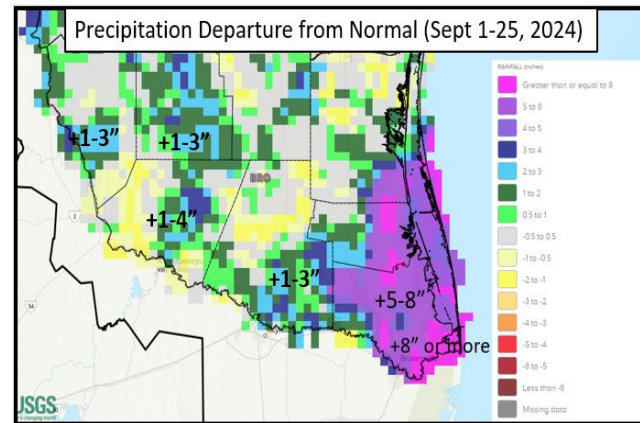 Precipitation Departure from Normal (Sept 1-25, 2024)
RAINFALL (inches)
Greater than or equal to 8
5 to 8
4 to 5
3 to 4
2 to 3
1 to 2
0.5 to 1
-0.5 to 0.5
-1 to -0.5
-2 to -1
-3 to -2
-4 to -3
-5 to -4
-8 to -5
Less than -8
Missing data
+1-3”
+1-3”
BRO
+1-4”
2
+1-3”
+5-8”
54
+8” or more
USGS